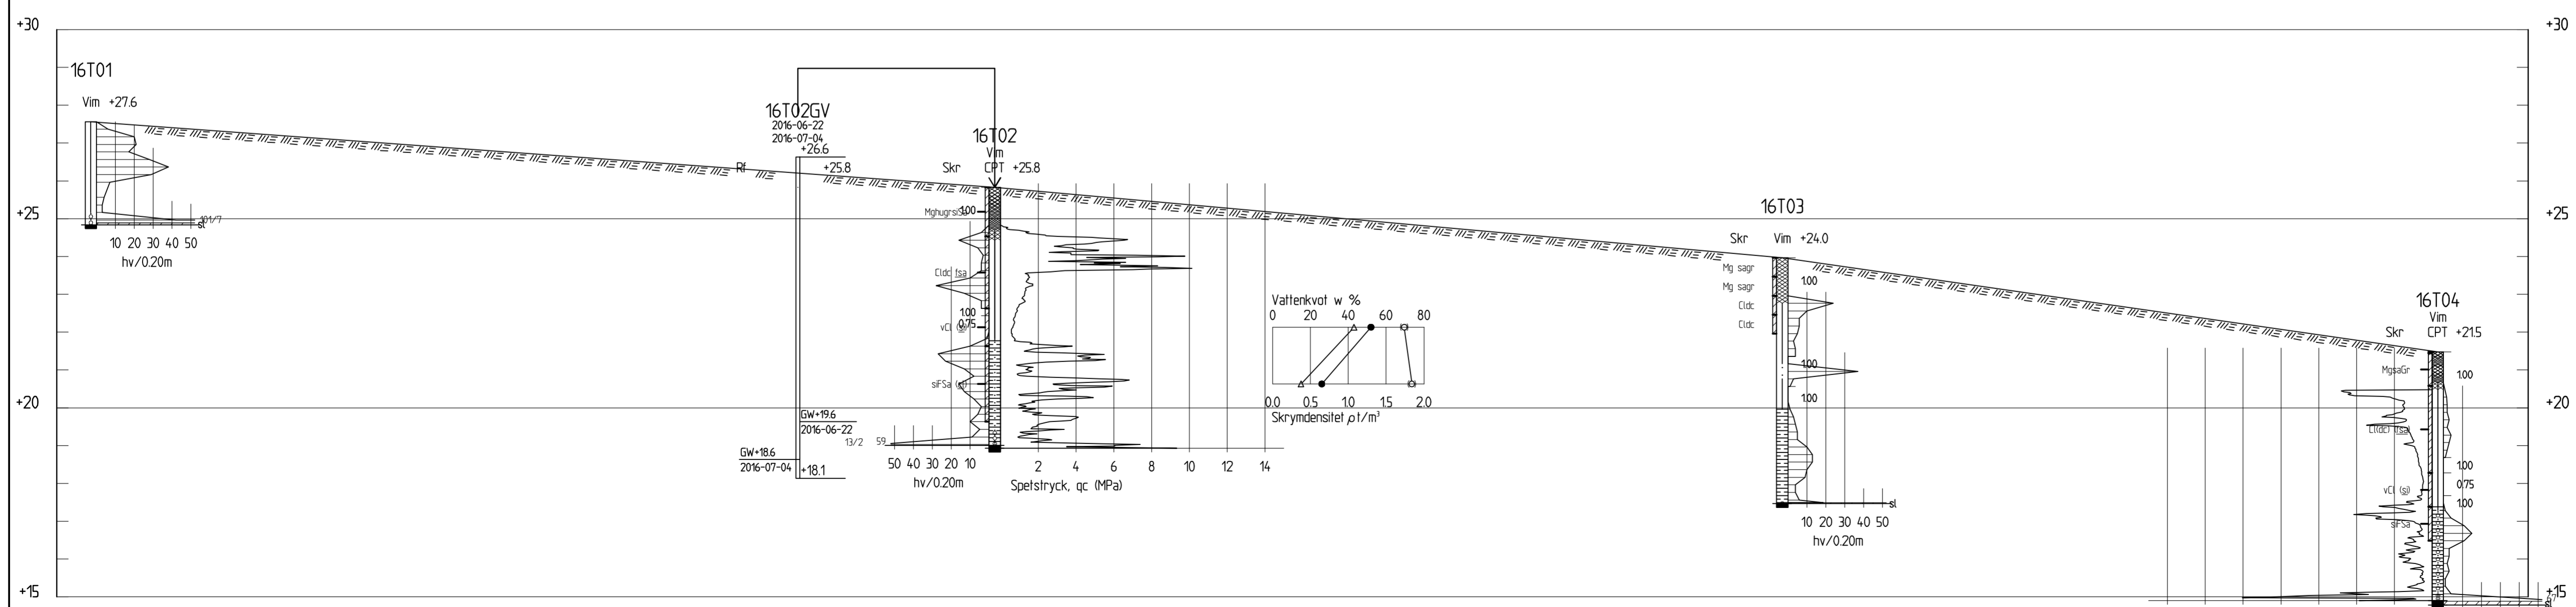 +30
+30
16T01
Vim +27.6
101/7
sl
10 20 30 40 50
hv/0.20m
16T02GV
2016-06-22
2016-07-04
+26.6
Rf
+25.8
GW+19.6
2016-06-22
GW+18.6
2016-07-04
+18.1
16T02
Vim
Skr
CPT +25.8
1.00
Cldc fsa
1.00
0.75
13/2
59
50 40 30 20 10
hv/0.20m
2 4 6 8 10 12 14
Spetstryck, qc (MPa)
Vattenkvot w %
0 20 40 60 80
0.0 0.5 1.0 1.5 2.0
Skrymdensitet ρ t/m³
+25
+25
16T03
Skr
Vim +24.0
Mg sagr
Mg sagr
Cldc
Cldc
1.00
1.00
1.00
sl
10 20 30 40 50
hv/0.20m
16T04
Vim
Skr
CPT +21.5
MgsaGr
1.00
Cl(dc) (fsa)
1.00
vCl (si)
0.75
1.00
siFSa
+20
+20
+15
+15